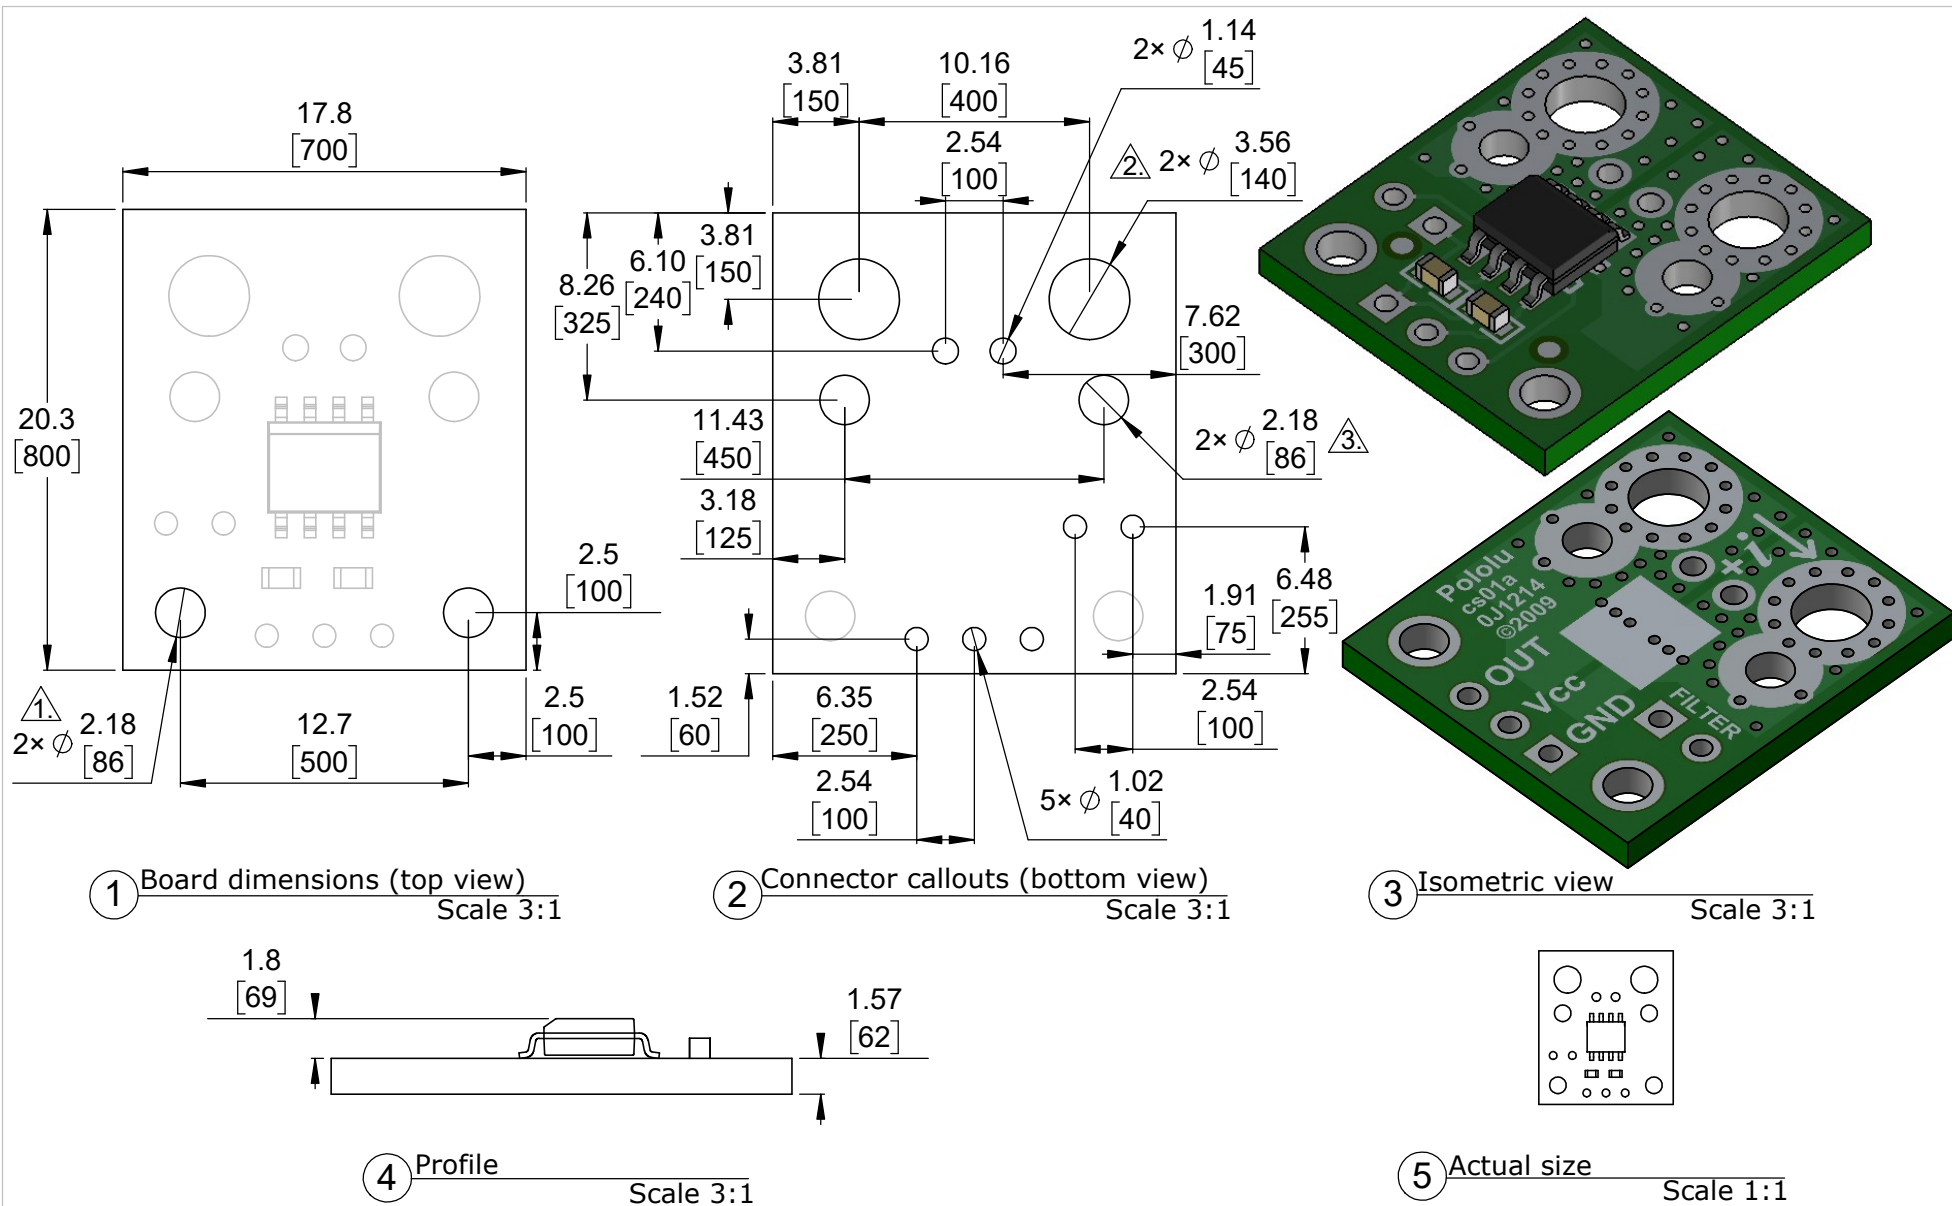 17.8
[700]
20.3
[800]
2.5
[100]
1.
2× ⌀ 2.18
[86]
12.7
[500]
2.5
[100]
1 Board dimensions (top view)
Scale 3:1
3.81
[150]
10.16
[400]
2× ⌀ 1.14
[45]
2.54
[100]
2. 2× ⌀ 3.56
[140]
3.81
[150]
6.10
[240]
8.26
[325]
7.62
[300]
11.43
[450]
2× ⌀ 2.18
[86] 3.
3.18
[125]
1.91
[75]
6.48
[255]
1.52
[60]
6.35
[250]
2.54
[100]
2.54
[100]
5× ⌀ 1.02
[40]
2 Connector callouts (bottom view)
Scale 3:1
+i
Pololu
cs01a
0J1214
©2009
OUT
Vcc
GND
FILTER
3 Isometric view
Scale 3:1
1.8
[69]
1.57
[62]
4 Profile
Scale 3:1
5 Actual size
Scale 1:1